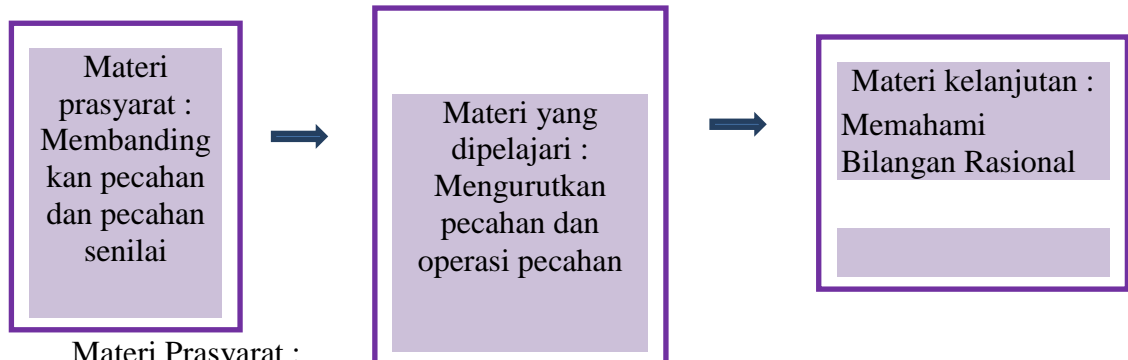 Materi
prasyarat :
Membanding
kan pecahan
dan pecahan
senilai
Materi yang
dipelajari :
Mengurutkan
pecahan dan
operasi pecahan
Materi kelanjutan :
Memahami
Bilangan Rasional
Materi Prasyarat :